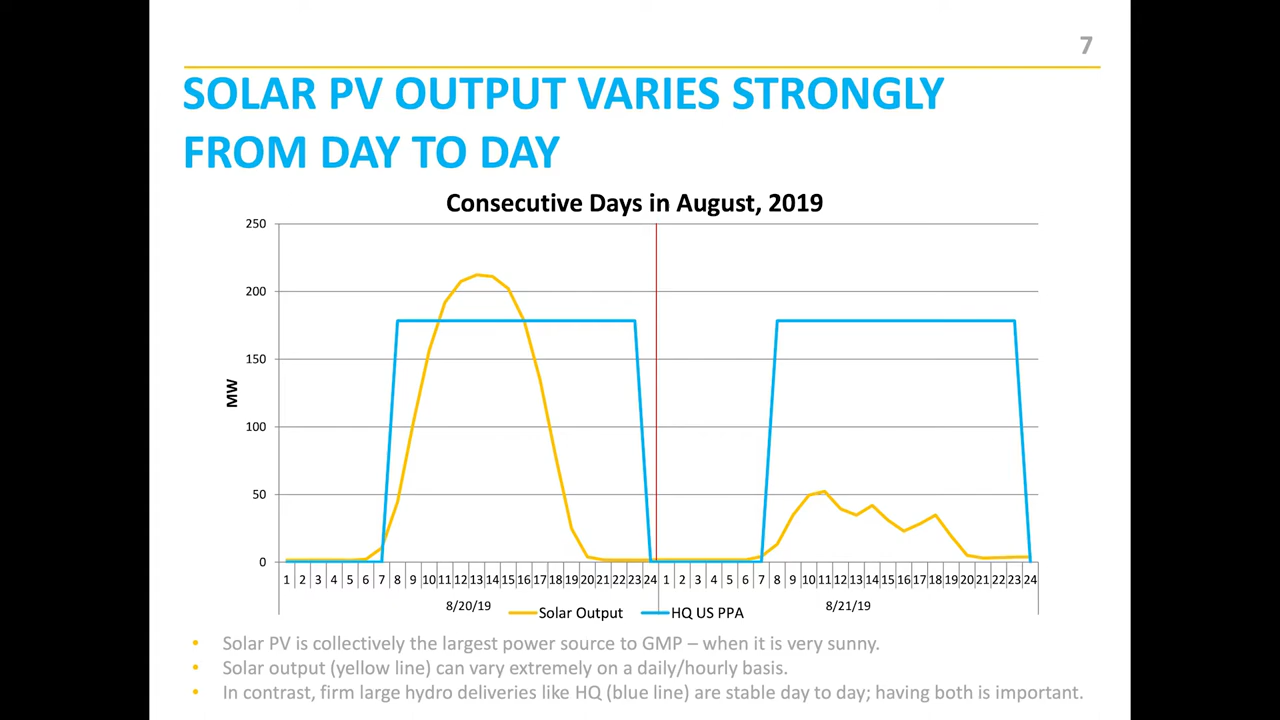 7
SOLAR PV OUTPUT VARIES STRONGLY
FROM DAY TO DAY
Consecutive Days in August, 2019
250
200
150
100
50
0
MW
1 2 3 4 5 6 7 8 9 10 11 12 13 14 15 16 17 18 19 20 21 22 23 24 1 2 3 4 5 6 7 8 9 10 11 12 13 14 15 16 17 18 19 20 21 22 23 24
8/20/19 8/21/19
Solar Output HQ US PPA
• Solar PV is collectively the largest power source to GMP – when it is very sunny.
• Solar output (yellow line) can vary extremely on a daily/hourly basis.
• In contrast, firm large hydro deliveries like HQ (blue line) are stable day to day; having both is important.